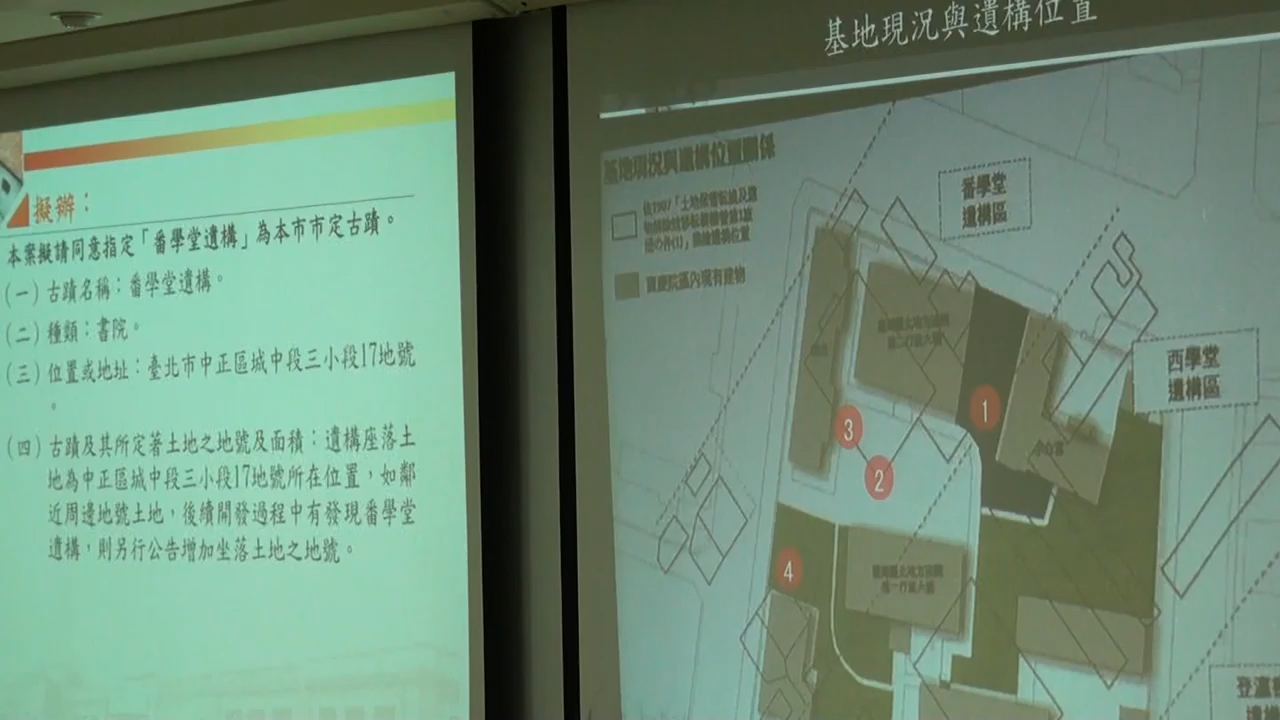 擬辦：
本案擬請同意指定「番學堂遺構」為本市市定古蹟。
(一) 古蹟名稱：番學堂遺構。
(二) 種類：書院。
(三) 位置或地址：臺北市中正區城中段三小段17地號
。
(四) 古蹟及其所定著土地之地號及面積：遺構座落土
地為中正區城中段三小段17地號所在位置，如鄰
近周邊地號土地，後續開發過程中有發現番學堂
遺構，則另行公告增加坐落土地之地號。
基地現況與遺構位置
基地現況與遺構位置關係
寶慶院區內現有建物
番學堂
遺構區
西學堂
遺構區
1
3
2
4
登瀛
遺構